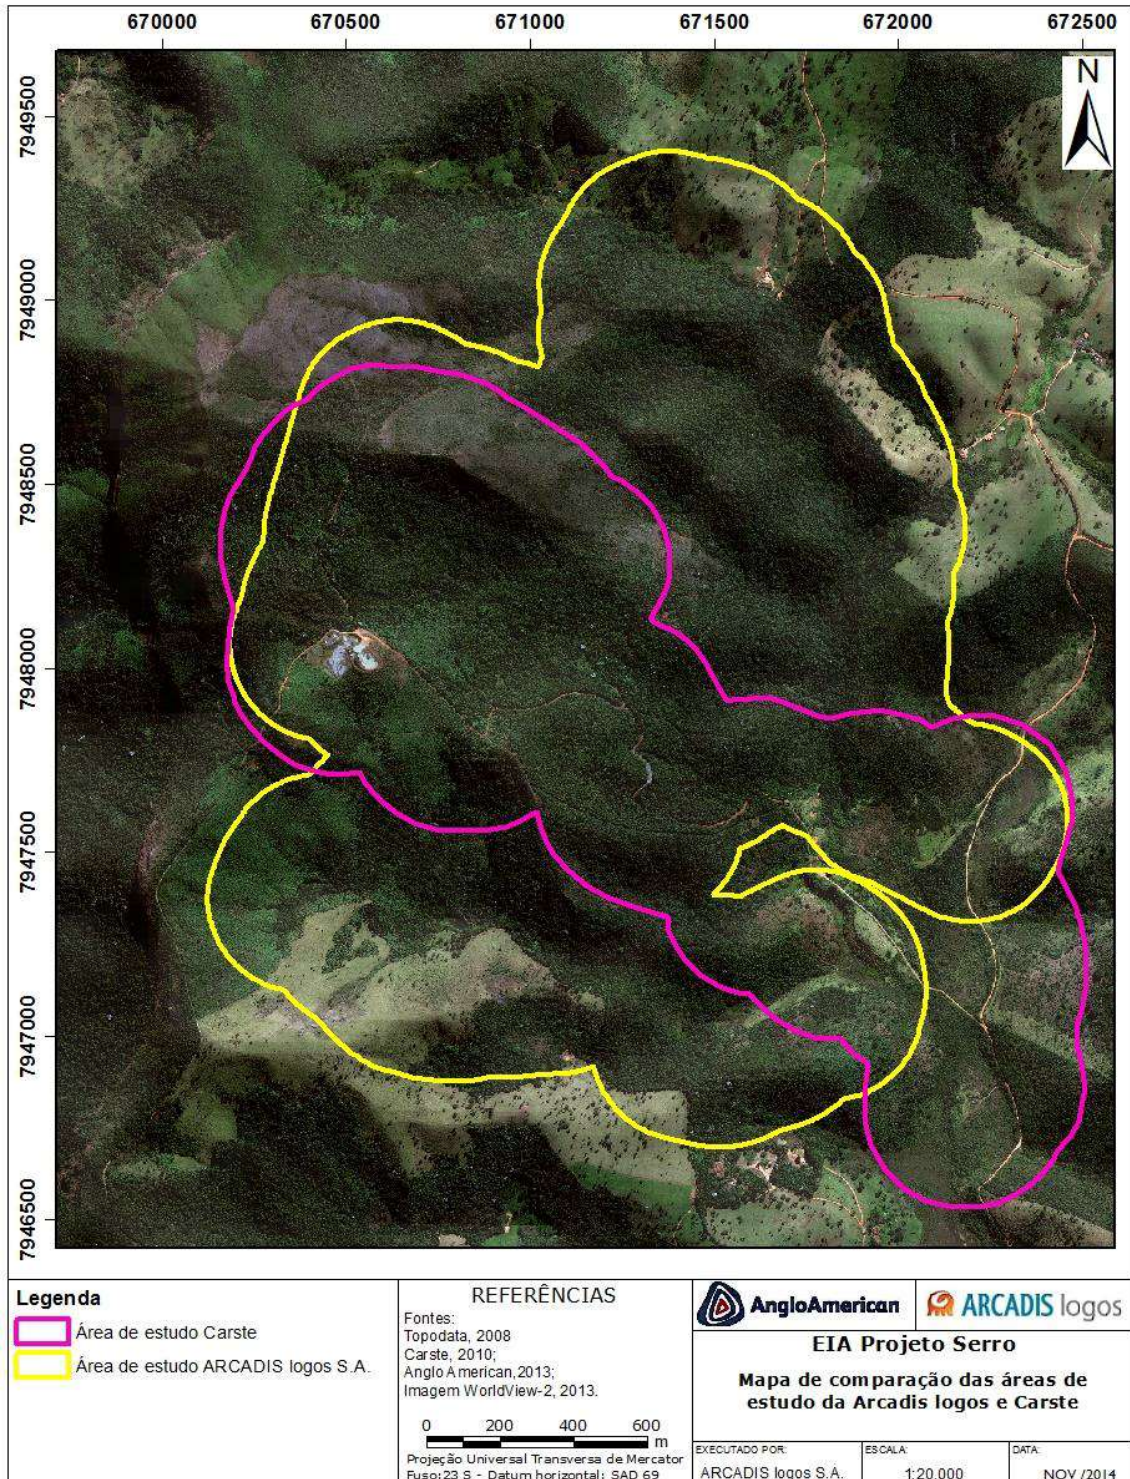 670000 670500 671000 671500 672000 672500
7949500
7949000
7948500
7948000
7947500
7947000
7946500
N
Legenda
Área de estudo Carste
Área de estudo ARCADIS logos S.A.
REFERÊNCIAS
Fontes:
Topodata, 2008
Carste, 2010;
Anglo American,2013;
Imagem WorldView-2, 2013.
0 200 400 600
m
Projeção Universal Transversa de Mercator
Fuso:23 S - Datum horizontal: SAD 69
AngloAmerican
ARCADIS logos
EIA Projeto Serro
Mapa de comparação das áreas de
estudo da Arcadis logos e Carste
EXECUTADO POR:
ARCADIS logos S.A.
ESCALA:
1:20.000
DATA:
NOV /2014